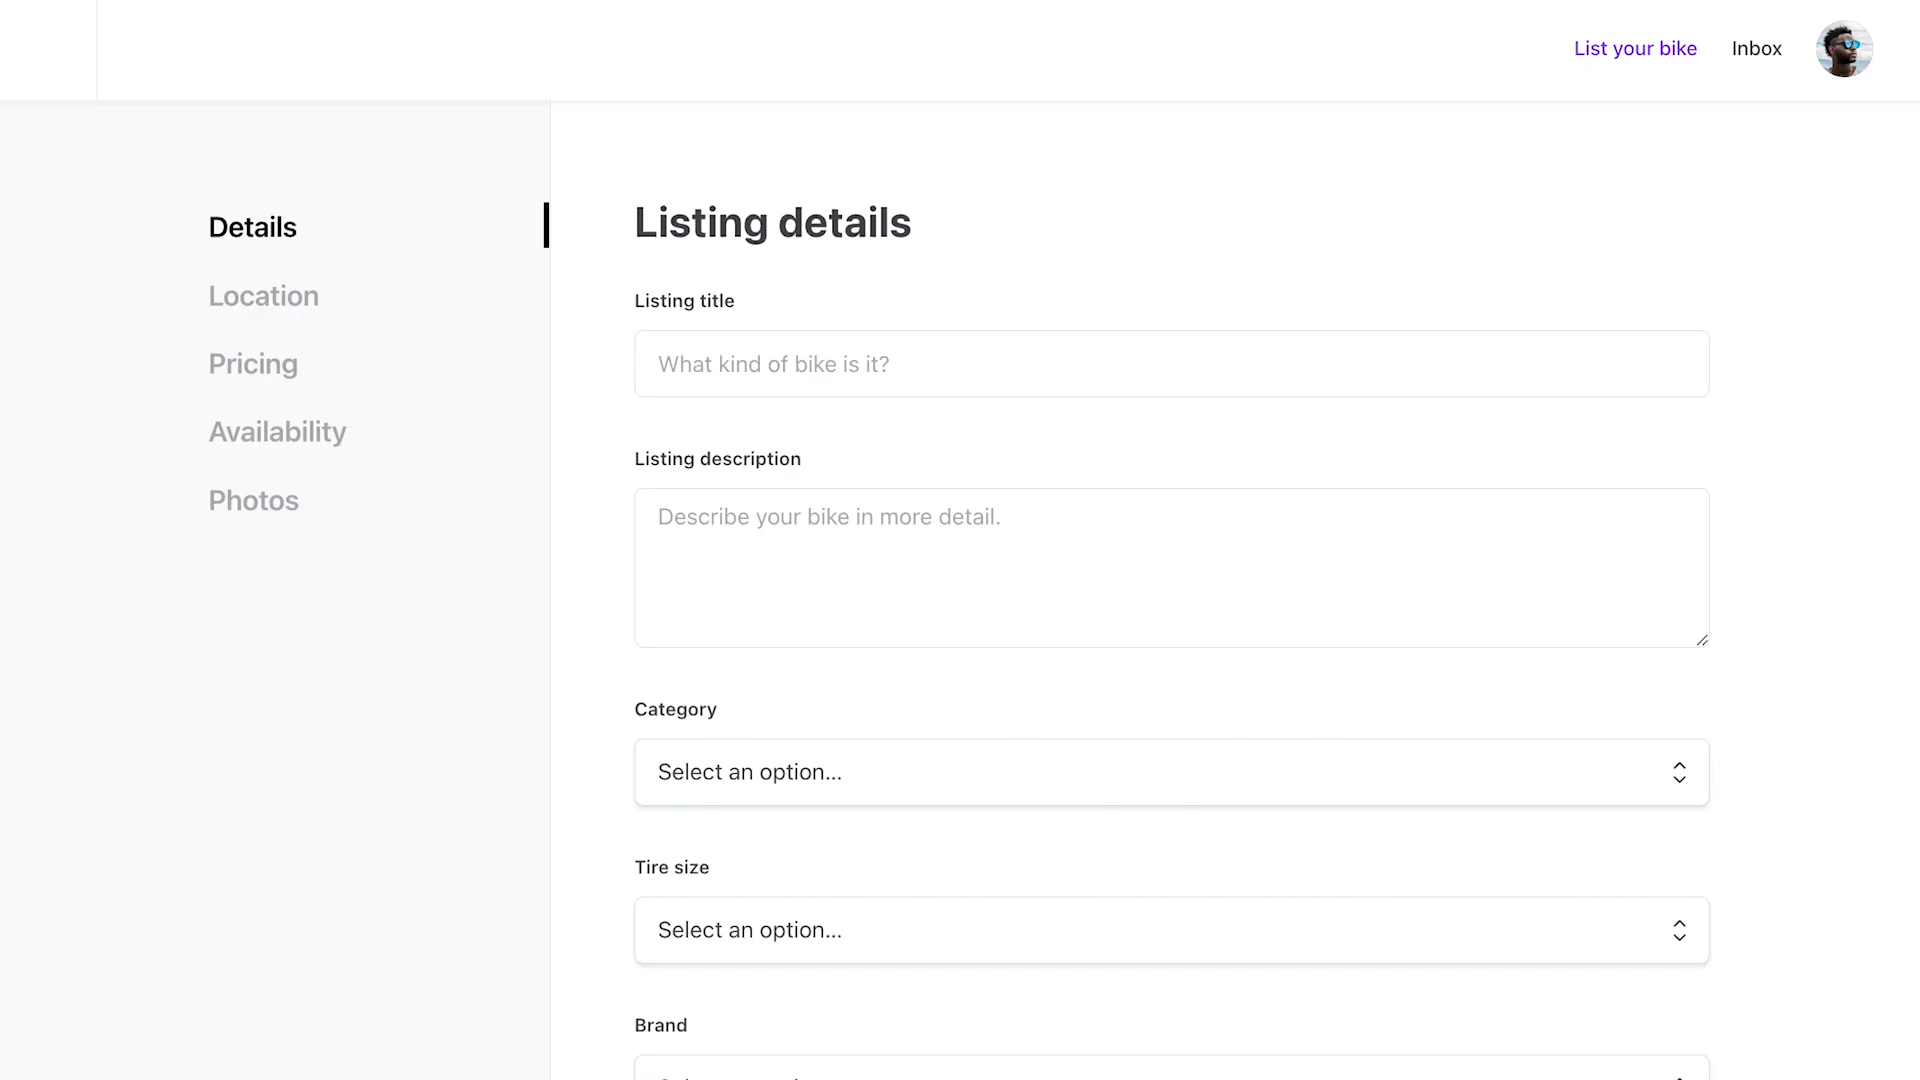 List your bike
Inbox
Details
Location
Pricing
Availability
Photos
Listing details
Listing title
What kind of bike is it?
Listing description
Describe your bike in more detail.
Category
Select an option...
Tire size
Select an option...
Brand